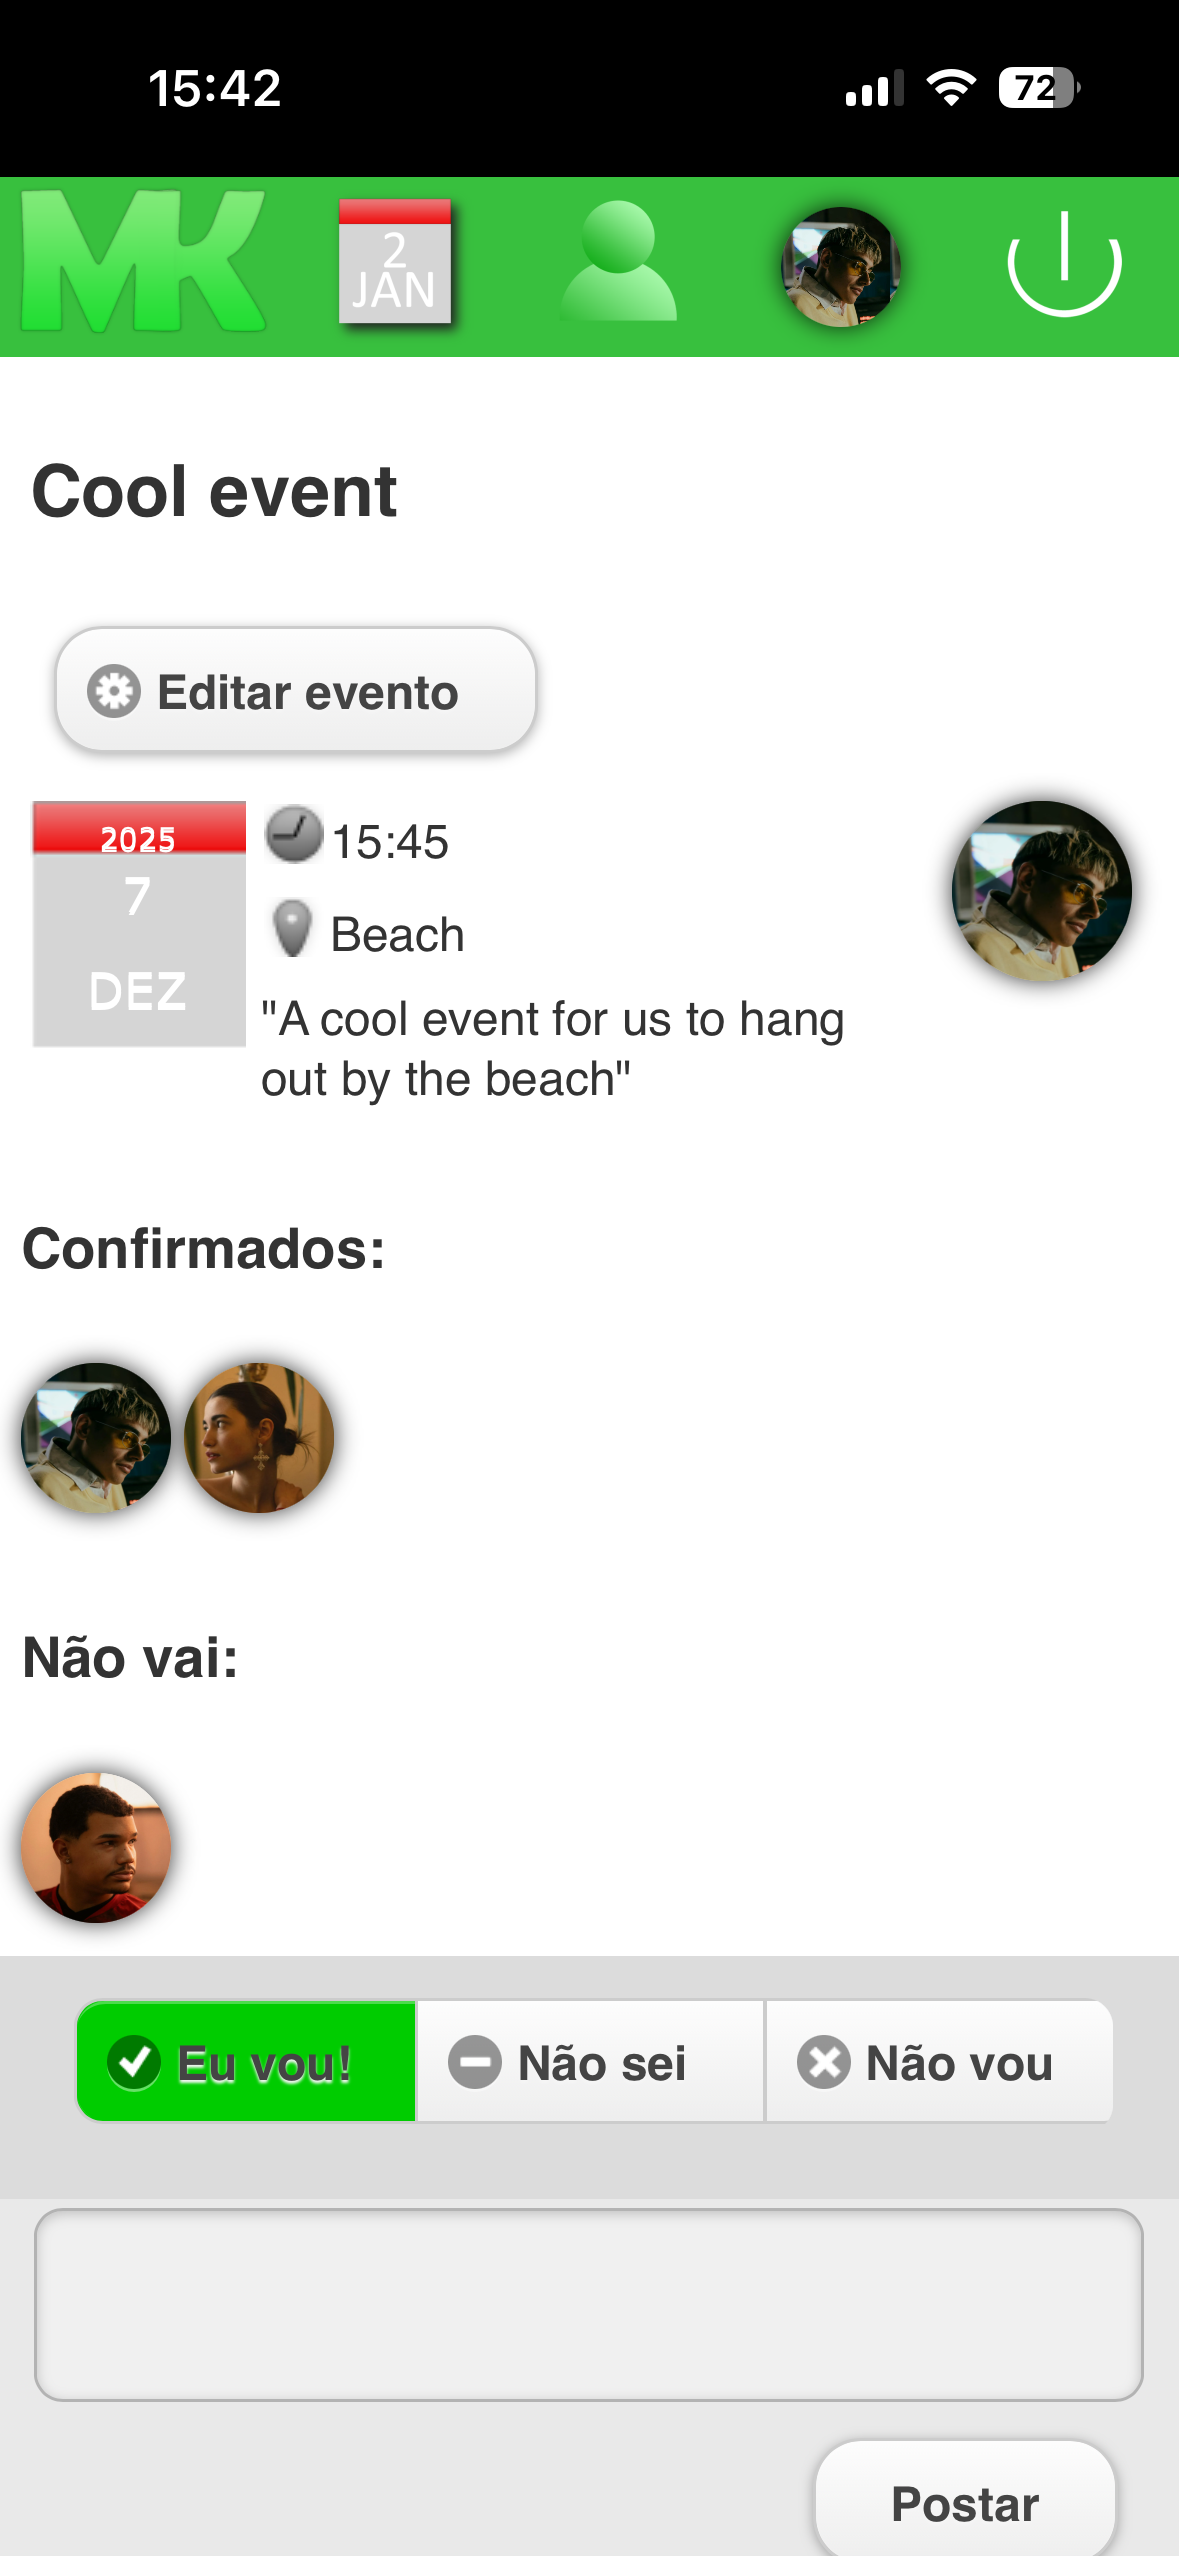 15:42
72
MK
2
JAN
Cool event
Editar evento
2025
7
DEZ
15:45
Beach
"A cool event for us to hang
out by the beach"
Confirmados:
Não vai:
Eu vou!
Não sei
Não vou
Postar